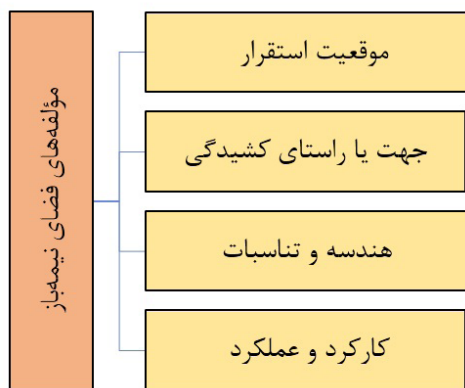 مؤلفه‌های فضای نیمه‌باز
موقعیت استقرار
جهت یا راستای کشیدگی
هندسه و تناسبات
کارکرد و عملکرد